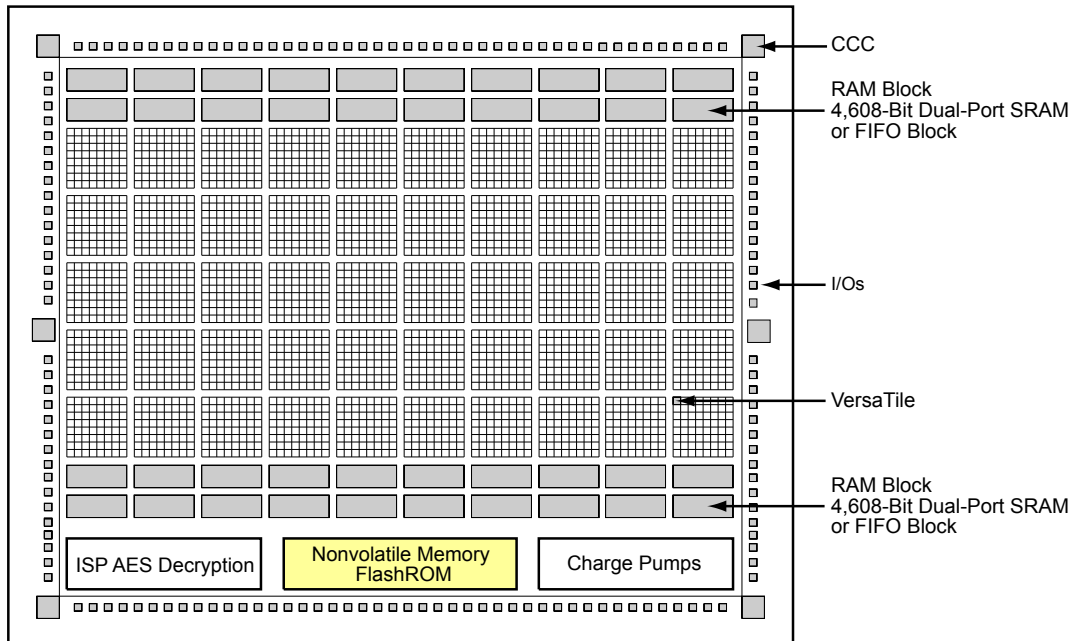 CCC
RAM Block
4,608-Bit Dual-Port SRAM
or FIFO Block
I/Os
VersaTile
RAM Block
4,608-Bit Dual-Port SRAM
or FIFO Block
ISP AES Decryption
Nonvolatile Memory
FlashROM
Charge Pumps